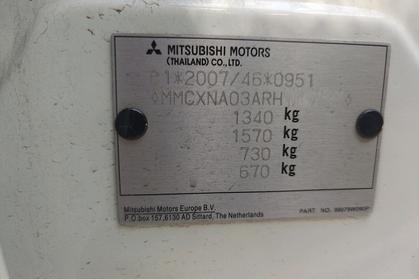 MITSUBISHI MOTORS
(THAILAND) CO., LTD.
P1*2007/46*0951
MMCXNA03ARH
1340 kg
1570 kg
730 kg
670 kg
Mitsubishi Motors Europe B.V.
P.O.box 157,6130 AD Sittard, The Netherlands
PART NO.